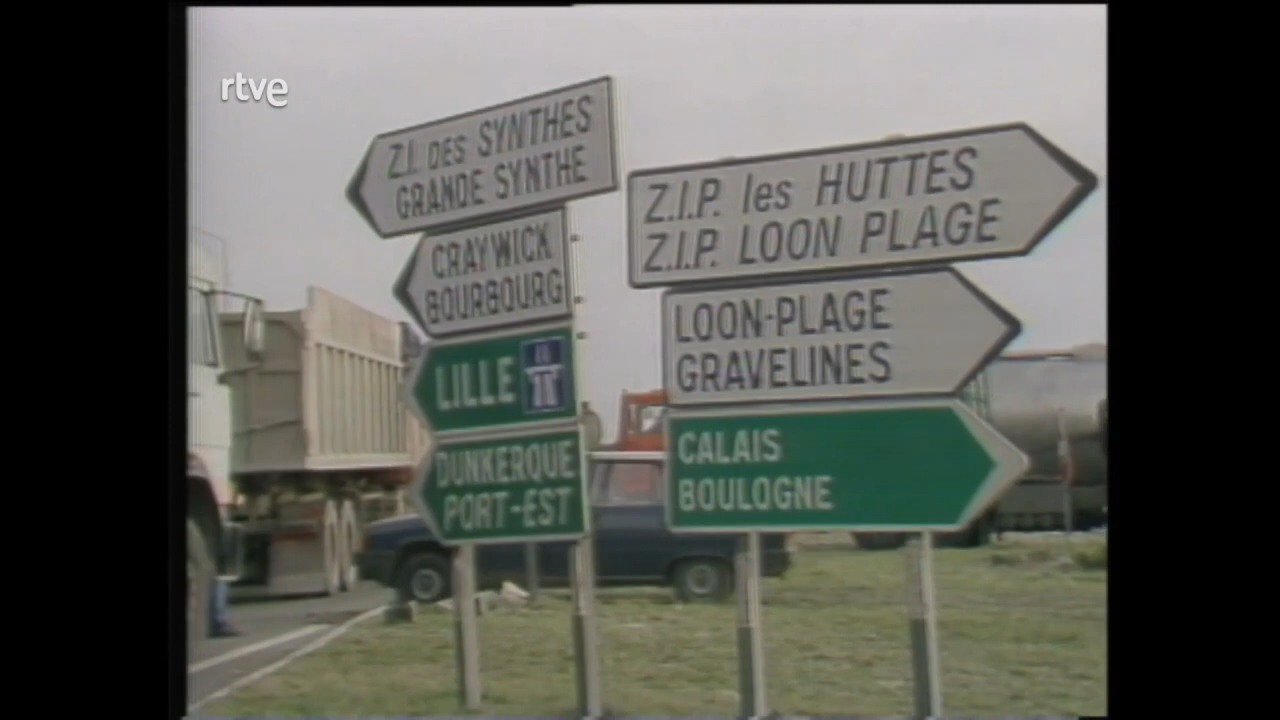 rtve
Z.I. DES SYNTHES
GRANDE SYNTHE
CRAYWICK
BOURBOURG
LILLE
DUNKERQUE
PORT-EST
Z.I.P. les HUTTES
Z.I.P. LOON PLAGE
LOON-PLAGE
GRAVELINES
CALAIS
BOULOGNE